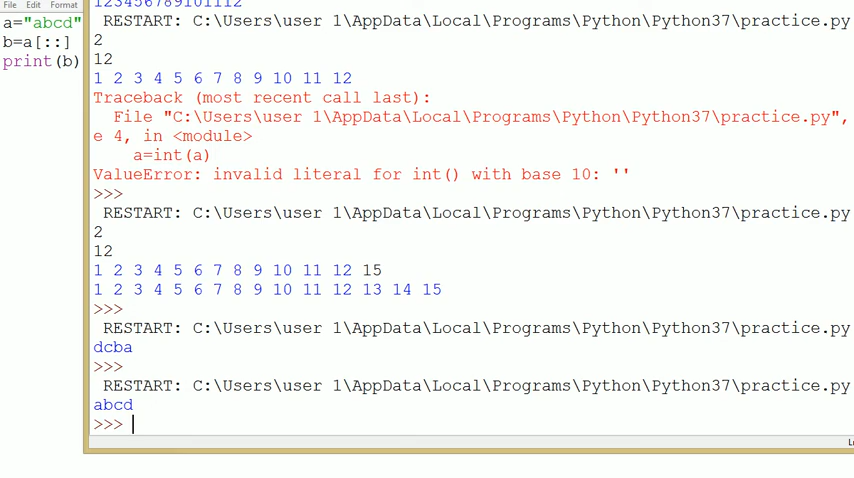 File Edit Format
a="abcd"
b=a[::]
print(b)
123456789101112
RESTART: C:\Users\user 1\AppData\Local\Programs\Python\Python37\practice.py
2
12
1 2 3 4 5 6 7 8 9 10 11 12
Traceback (most recent call last):
File "C:\Users\user 1\AppData\Local\Programs\Python\Python37\practice.py",
e 4, in <module>
a=int(a)
ValueError: invalid literal for int() with base 10: ''
>>>
RESTART: C:\Users\user 1\AppData\Local\Programs\Python\Python37\practice.py
2
12
1 2 3 4 5 6 7 8 9 10 11 12 15
1 2 3 4 5 6 7 8 9 10 11 12 13 14 15
>>>
RESTART: C:\Users\user 1\AppData\Local\Programs\Python\Python37\practice.py
dcba
>>>
RESTART: C:\Users\user 1\AppData\Local\Programs\Python\Python37\practice.py
abcd
>>>